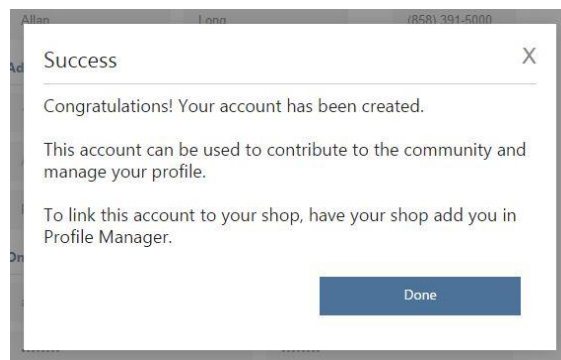 Allan Long (858) 391-5000
Success X
Ad
Congratulations! Your account has been created.
This account can be used to contribute to the community and
manage your profile.
To link this account to your shop, have your shop add you in
Profile Manager.
On
Done